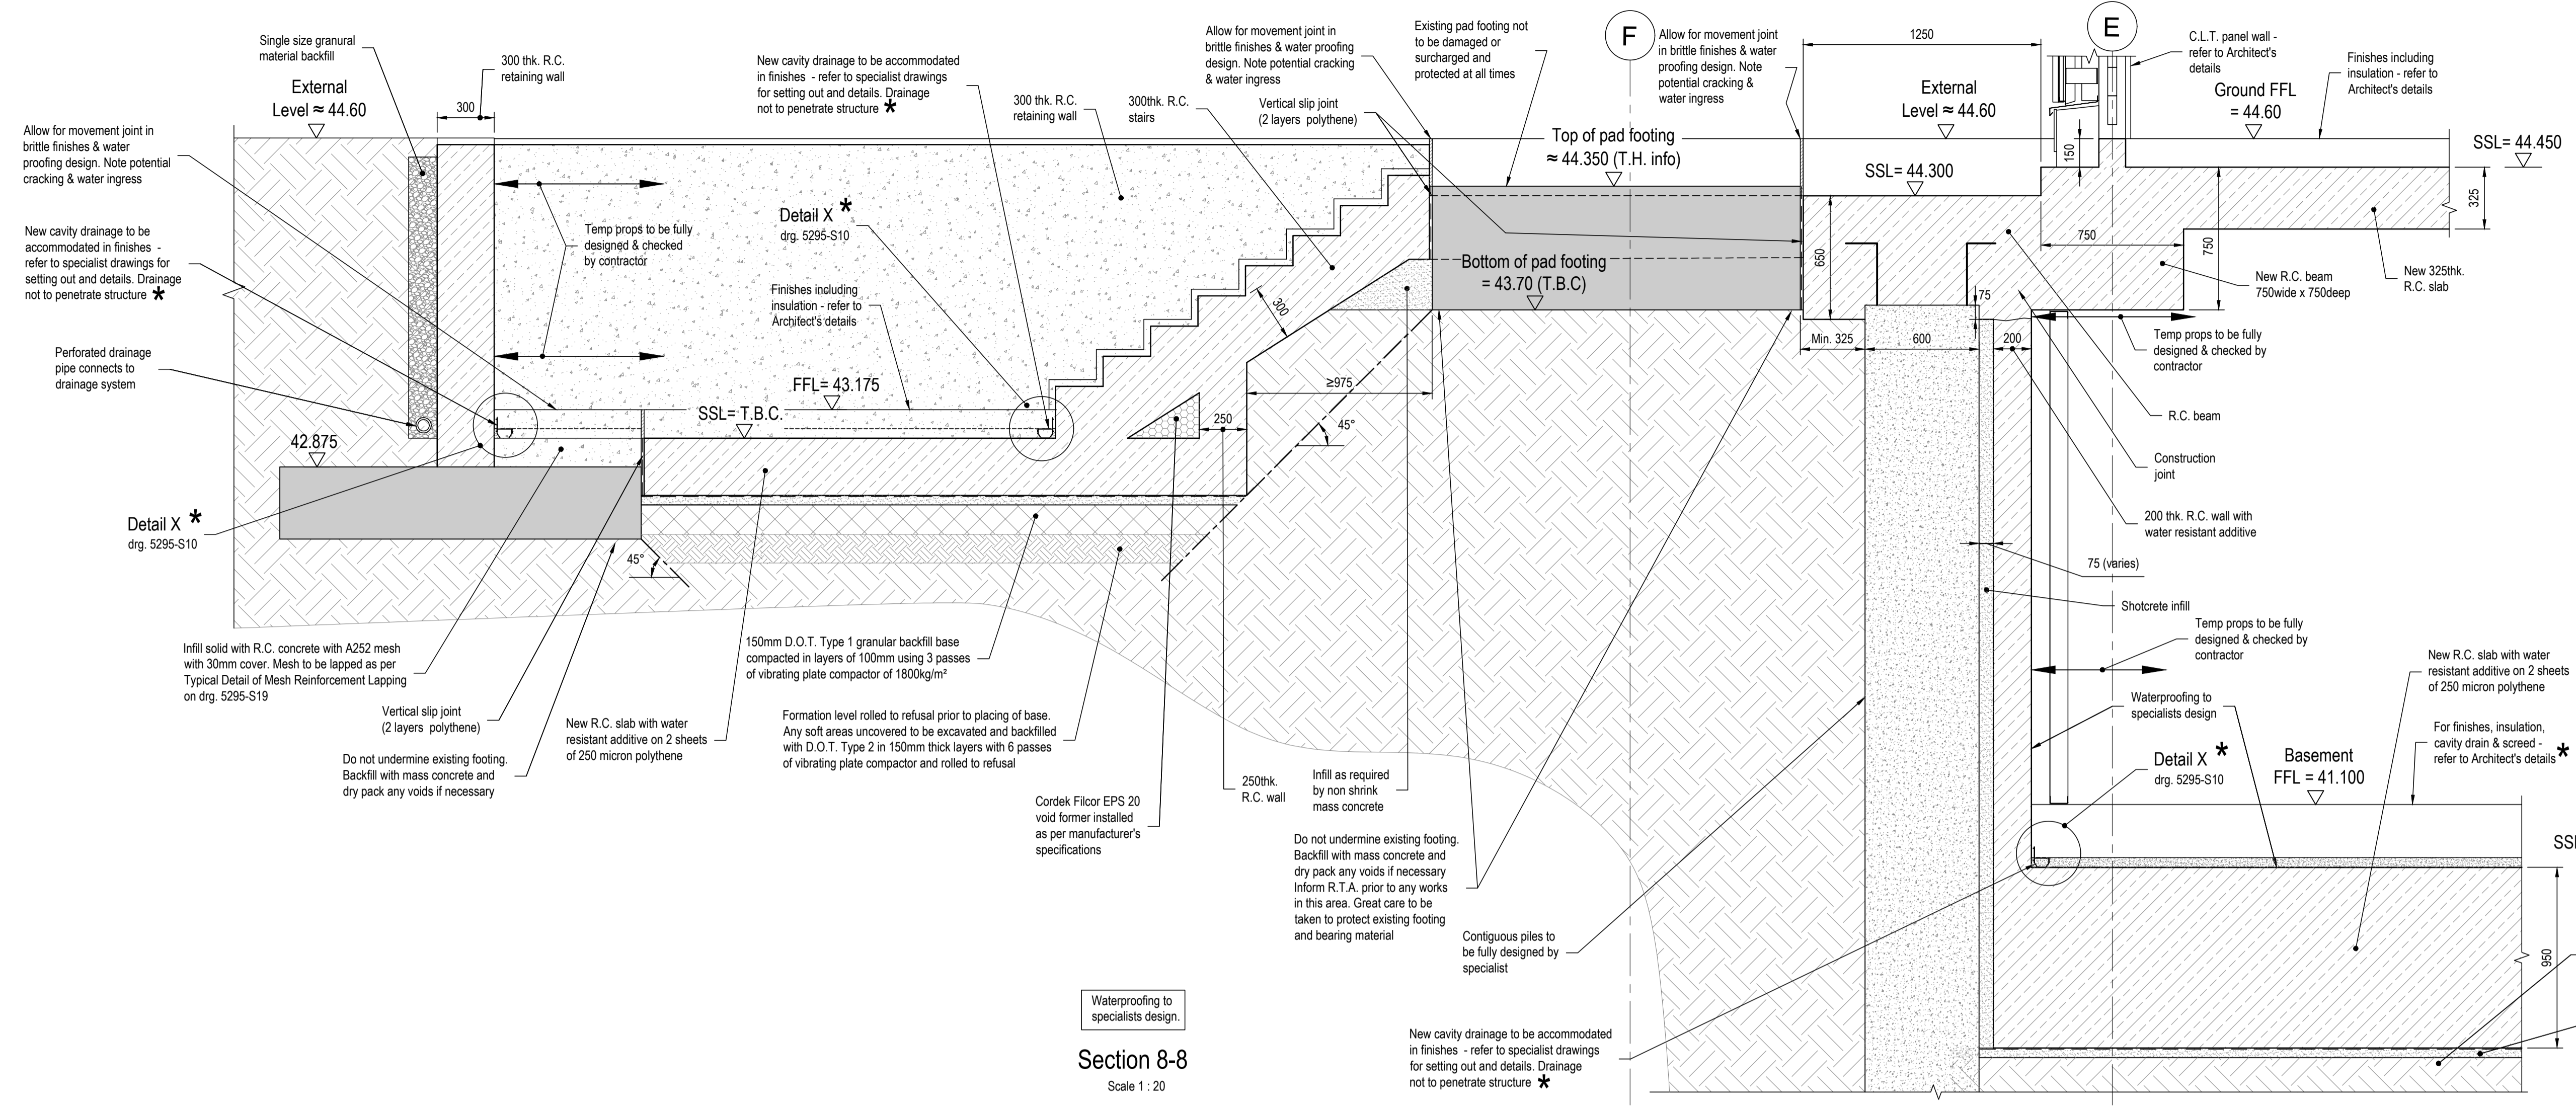 Single size granural
material backfill
External
Level ≈ 44.60
300 thk. R.C.
retaining wall
300
Allow for movement joint in
brittle finishes & water
proofing design. Note potential
cracking & water ingress
New cavity drainage to be
accommodated in finishes -
refer to specialist drawings for
setting out and details. Drainage
not to penetrate structure *
Perforated drainage
pipe connects to
drainage system
42.875
Detail X *
drg. 5295-S10
New cavity drainage to be accommodated
in finishes - refer to specialist drawings
for setting out and details. Drainage
not to penetrate structure *
300 thk. R.C.
retaining wall
300thk. R.C.
stairs
Temp props to be fully
designed & checked
by contractor
Detail X *
drg. 5295-S10
Finishes including
insulation - refer to
Architect's details
FFL= 43.175
SSL= T.B.C.
Allow for movement joint in
brittle finishes & water proofing
design. Note potential cracking
& water ingress
Vertical slip joint
(2 layers polythene)
Existing pad footing not
to be damaged or
surcharged and
protected at all times
F
Top of pad footing
≈ 44.350 (T.H. info)
Bottom of pad footing
= 43.70 (T.B.C)
300
≥975
250
45°
45°
Allow for movement joint
in brittle finishes & water
proofing design. Note
potential cracking &
water ingress
1250
External
Level ≈ 44.60
SSL= 44.300
E
C.L.T. panel wall -
refer to Architect's
details
Ground FFL
= 44.60
Finishes including
insulation - refer to
Architect's details
SSL= 44.450
150
325
750
750
650
75
Min. 325
600
200
New R.C. beam
750wide x 750deep
New 325thk.
R.C. slab
Temp props to be fully
designed & checked by
contractor
R.C. beam
Construction
joint
200 thk. R.C. wall with
water resistant additive
75 (varies)
Shotcrete infill
Temp props to be fully
designed & checked by
contractor
Waterproofing to
specialists design
Detail X *
drg. 5295-S10
New R.C. slab with water
resistant additive on 2 sheets
of 250 micron polythene
For finishes, insulation,
cavity drain & screed -
refer to Architect's details *
Basement
FFL = 41.100
950
Infill solid with R.C. concrete with A252 mesh
with 30mm cover. Mesh to be lapped as per
Typical Detail of Mesh Reinforcement Lapping
on drg. 5295-S19
Vertical slip joint
(2 layers polythene)
Do not undermine existing footing.
Backfill with mass concrete and
dry pack any voids if necessary
New R.C. slab with water
resistant additive on 2 sheets
of 250 micron polythene
150mm D.O.T. Type 1 granular backfill base
compacted in layers of 100mm using 3 passes
of vibrating plate compactor of 1800kg/m²
Formation level rolled to refusal prior to placing of base.
Any soft areas uncovered to be excavated and backfilled
with D.O.T. Type 2 in 150mm thick layers with 6 passes
of vibrating plate compactor and rolled to refusal
Cordek Filcor EPS 20
void former installed
as per manufacturer's
specifications
250thk.
R.C. wall
Infill as required
by non shrink
mass concrete
Do not undermine existing footing.
Backfill with mass concrete and
dry pack any voids if necessary
Inform R.T.A. prior to any works
in this area. Great care to be
taken to protect existing footing
and bearing material
Contiguous piles to
be fully designed by
specialist
New cavity drainage to be accommodated
in finishes - refer to specialist drawings
for setting out and details. Drainage
not to penetrate structure *
Waterproofing to
specialists design.
Section 8-8
Scale 1 : 20